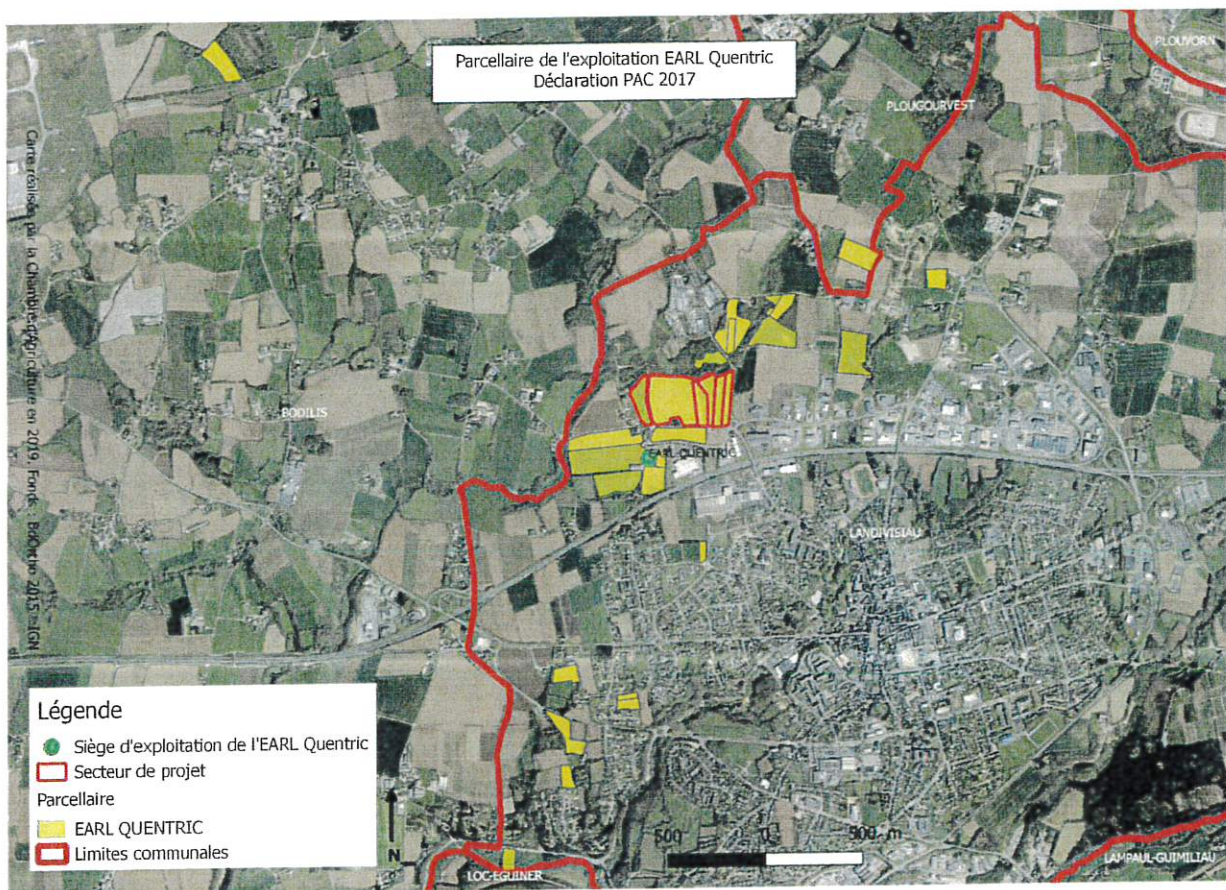 Parcellaire de l'exploitation EARL Quentric
Déclaration PAC 2017
PLOUVORN
PLOUGOURVEST
Carte réalisée par la Chambre d'Agriculture en 2019, Fonds : BdOrtho 2015 - IGN
BODILIS
EARL QUENTRIC
LANDIVISIAU
Légende
Siège d'exploitation de l'EARL Quentric
Secteur de projet
Parcellaire
EARL QUENTRIC
Limites communales
N
500 0 500 m
LOC-EGUINER
LAMPAUL-GUIMILIAU